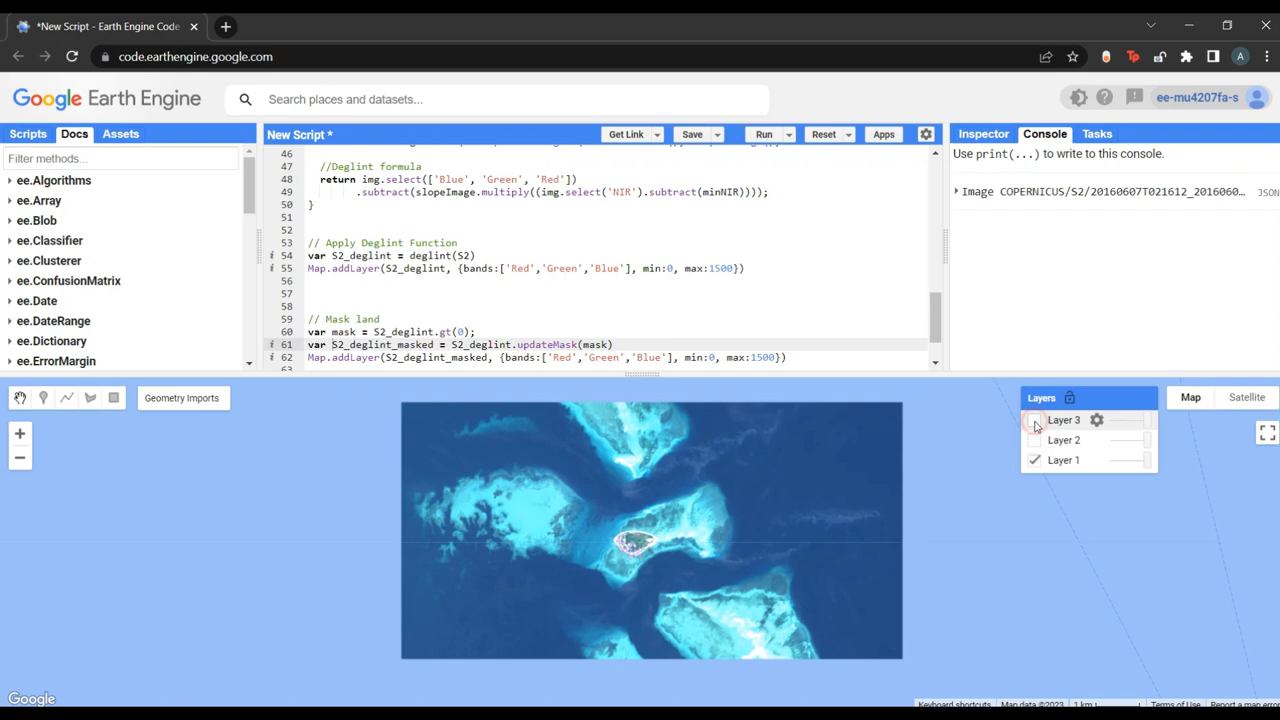 *New Script - Earth Engine Code
code.earthengine.google.com
A
Google Earth Engine
Search places and datasets...
ee-mu4207fa-s
Scripts Docs Assets
New Script *
Get Link Save Run Reset Apps
Inspector Console Tasks
Filter methods...
Use print(...) to write to this console.
Image COPERNICUS/S2/20160607T021612_2016060... JSON
ee.Algorithms
ee.Array
ee.Blob
ee.Classifier
ee.Clusterer
ee.ConfusionMatrix
ee.Date
ee.DateRange
ee.Dictionary
ee.ErrorMargin
46
47 //Deglint formula
48 return img.select(['Blue', 'Green', 'Red'])
49 .subtract(slopeImage.multiply((img.select('NIR').subtract(minNIR))));
50 }
51
52
53 // Apply Deglint Function
i 54 var S2_deglint = deglint(S2)
i 55 Map.addLayer(S2_deglint, {bands:['Red','Green','Blue'], min:0, max:1500})
56
57
58
59 // Mask land
60 var mask = S2_deglint.gt(0);
i 61 var S2_deglint_masked = S2_deglint.updateMask(mask)
i 62 Map.addLayer(S2_deglint_masked, {bands:['Red','Green','Blue'], min:0, max:1500})
63
Geometry Imports
Layers
Layer 3
Layer 2
Layer 1
Map Satellite
Google
Keyboard shortcuts Map data ©2023 1 km Terms of Use Report a map error